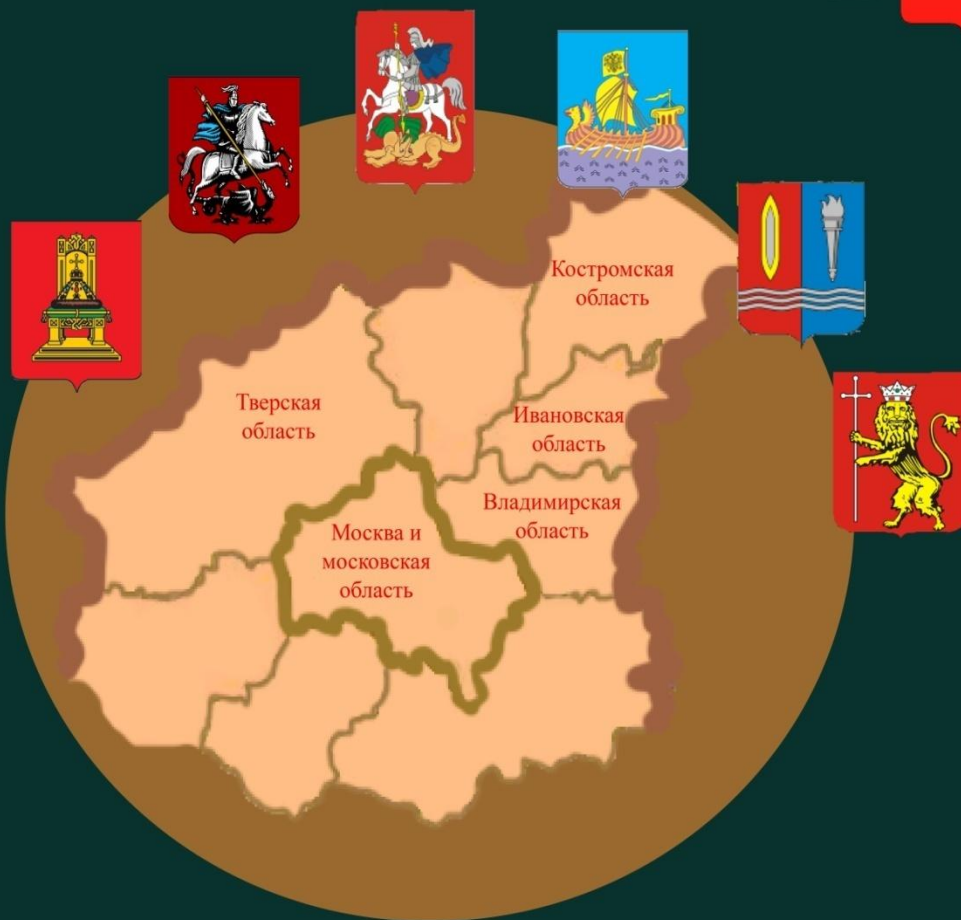 Костромская
область
Тверская
область
Ивановская
область
Владимирская
область
Москва и
московская
область